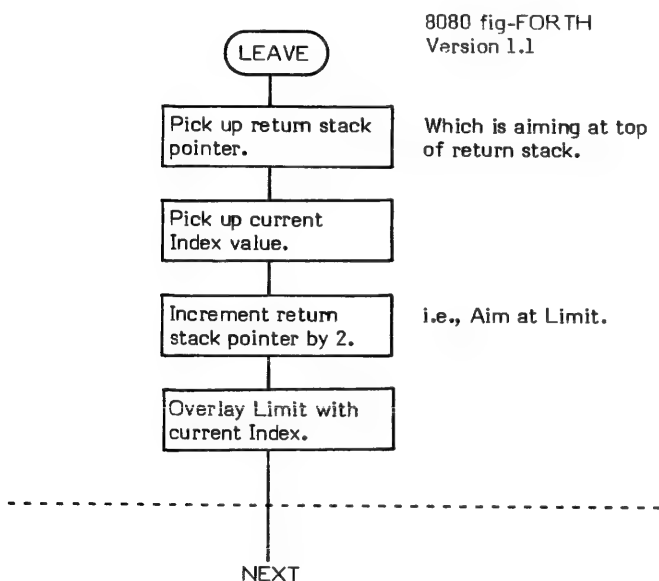 8080 fig-FORTH
Version 1.1
LEAVE
Pick up return stack
pointer.
Which is aiming at top
of return stack.
Pick up current
Index value.
Increment return
stack pointer by 2.
i.e., Aim at Limit.
Overlay Limit with
current Index.
NEXT